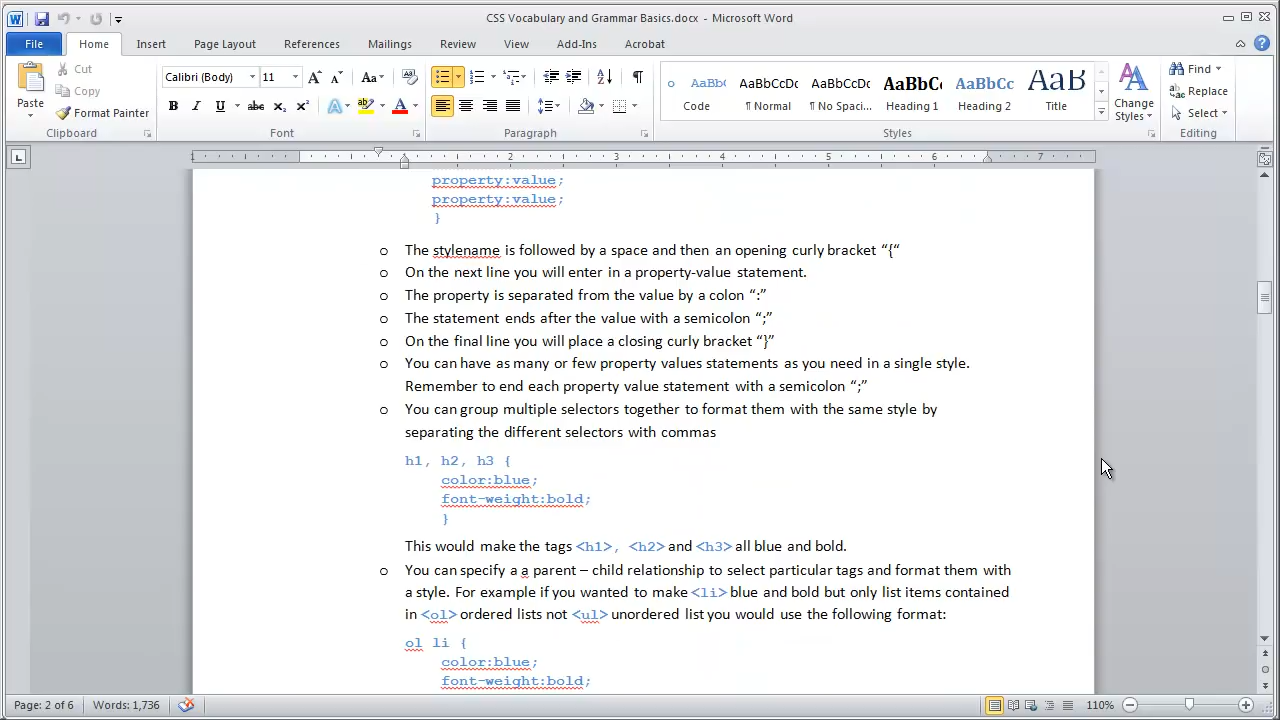 CSS Vocabulary and Grammar Basics.docx - Microsoft Word
File Home Insert Page Layout References Mailings Review View Add-Ins Acrobat
Paste
Cut
Copy
Format Painter
Clipboard
Calibri (Body) 11
Font
Paragraph
AaBbC AaBbCcDc AaBbCcDc AaBbCc AaBbCc AaB
Code ¶ Norm ¶ No Spaci... Heading 1 Heading 2 Title
Change
Styles
Styles
Find
Replace
Select
Editing
1 2 3 4 5 6 7
property:value;
property:value;
}
o The stylename is followed by a space and then an opening curly bracket “{“
o On the next line you will enter in a property-value statement.
o The property is separated from the value by a colon “:”
o The statement ends after the value with a semicolon “;”
o On the final line you will place a closing curly bracket “}”
o You can have as many or few property values statements as you need in a single style.
Remember to end each property value statement with a semicolon “;”
o You can group multiple selectors together to format them with the same style by
separating the different selectors with commas
h1, h2, h3 {
color:blue;
font-weight:bold;
}
This would make the tags <h1>, <h2> and <h3> all blue and bold.
o You can specify a a parent – child relationship to select particular tags and format them with
a style. For example if you wanted to make <li> blue and bold but only list items contained
in <ol> ordered lists not <ul> unordered list you would use the following format:
ol li {
color:blue;
font-weight:bold;
Page: 2 of 6 Words: 1,736 110%